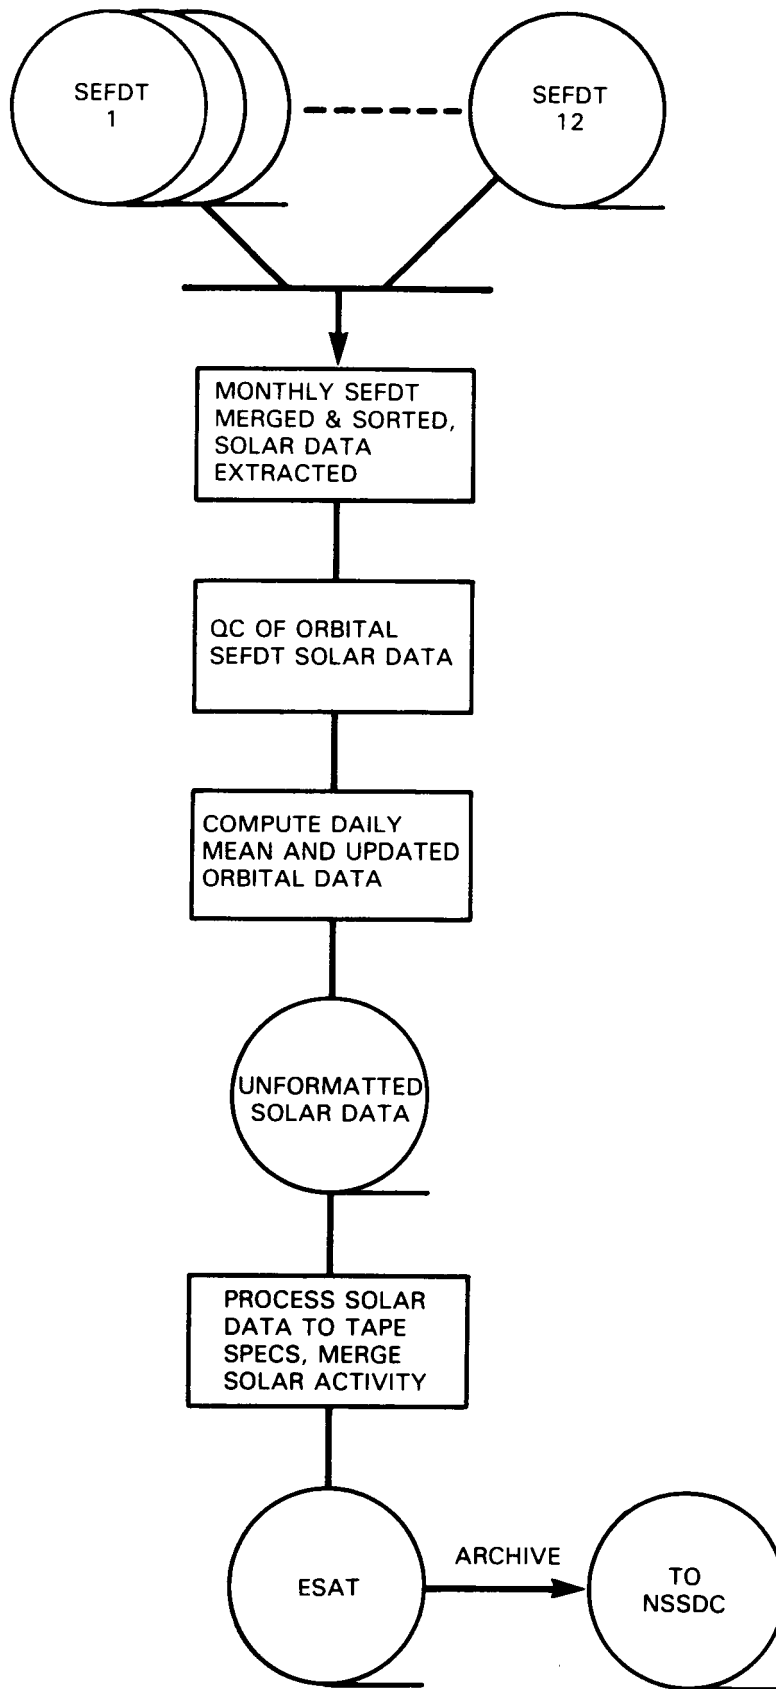 SEFDT
1
SEFDT
12
MONTHLY SEFDT
MERGED & SORTED,
SOLAR DATA
EXTRACTED
QC OF ORBITAL
SEFDT SOLAR DATA
COMPUTE DAILY
MEAN AND UPDATED
ORBITAL DATA
UNFORMATTED
SOLAR DATA
PROCESS SOLAR
DATA TO TAPE
SPECS, MERGE
SOLAR ACTIVITY
ESAT
ARCHIVE
TO
NSSDC